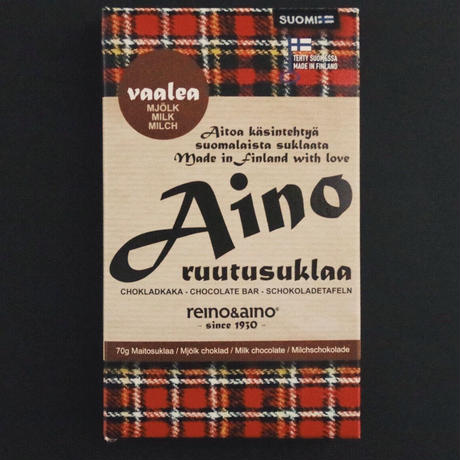 SUOMI
TEHTY SUOMESSA
MADE IN FINLAND
vaalea
MJÖLK
MILK
MILCH
Aitoa käsintehtyä
suomalaista suklaata
Made in Finland with love
Aino
ruutusuklaa
CHOKLADKAKA - CHOCOLATE BAR - SCHOKOLADETAFELN
reino&aino®
- since 1930 -
70g Maitosuklaa / Mjölk choklad / Milk chocolate / Milchschokolade